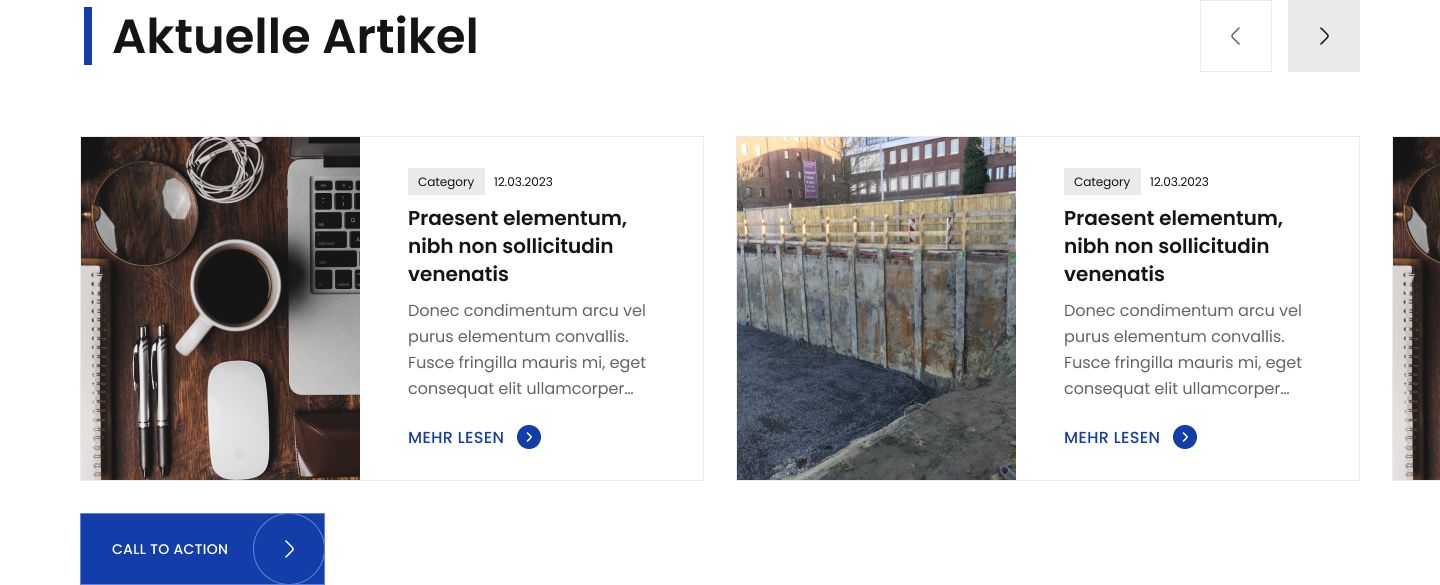 Aktuelle Artikel
Category 12.03.2023
Praesent elementum,
nibh non sollicitudin
venenatis
Donec condimentum arcu vel
purus elementum convallis.
Fusce fringilla mauris mi, eget
consequat elit ullamcorper...
MEHR LESEN
Category 12.03.2023
Praesent elementum,
nibh non sollicitudin
venenatis
Donec condimentum arcu vel
purus elementum convallis.
Fusce fringilla mauris mi, eget
consequat elit ullamcorper...
MEHR LESEN
CALL TO ACTION